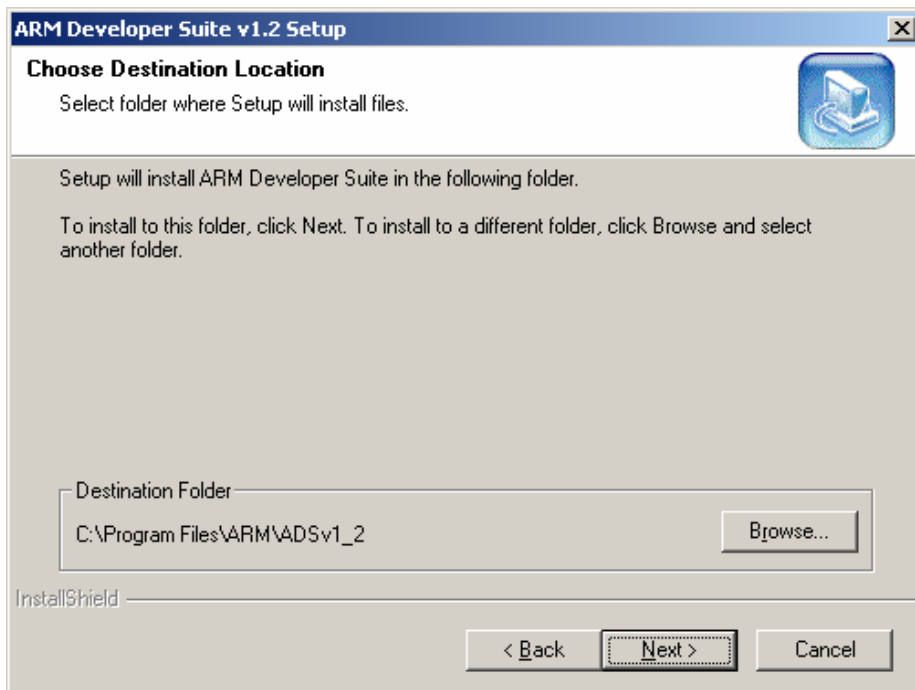 ARM Developer Suite v1.2 Setup
Choose Destination Location
Select folder where Setup will install files.
Setup will install ARM Developer Suite in the following folder.
To install to this folder, click Next. To install to a different folder, click Browse and select
another folder.
Destination Folder
C:\Program Files\ARM\ADSv1_2
Browse...
InstallShield
< Back
Next >
Cancel